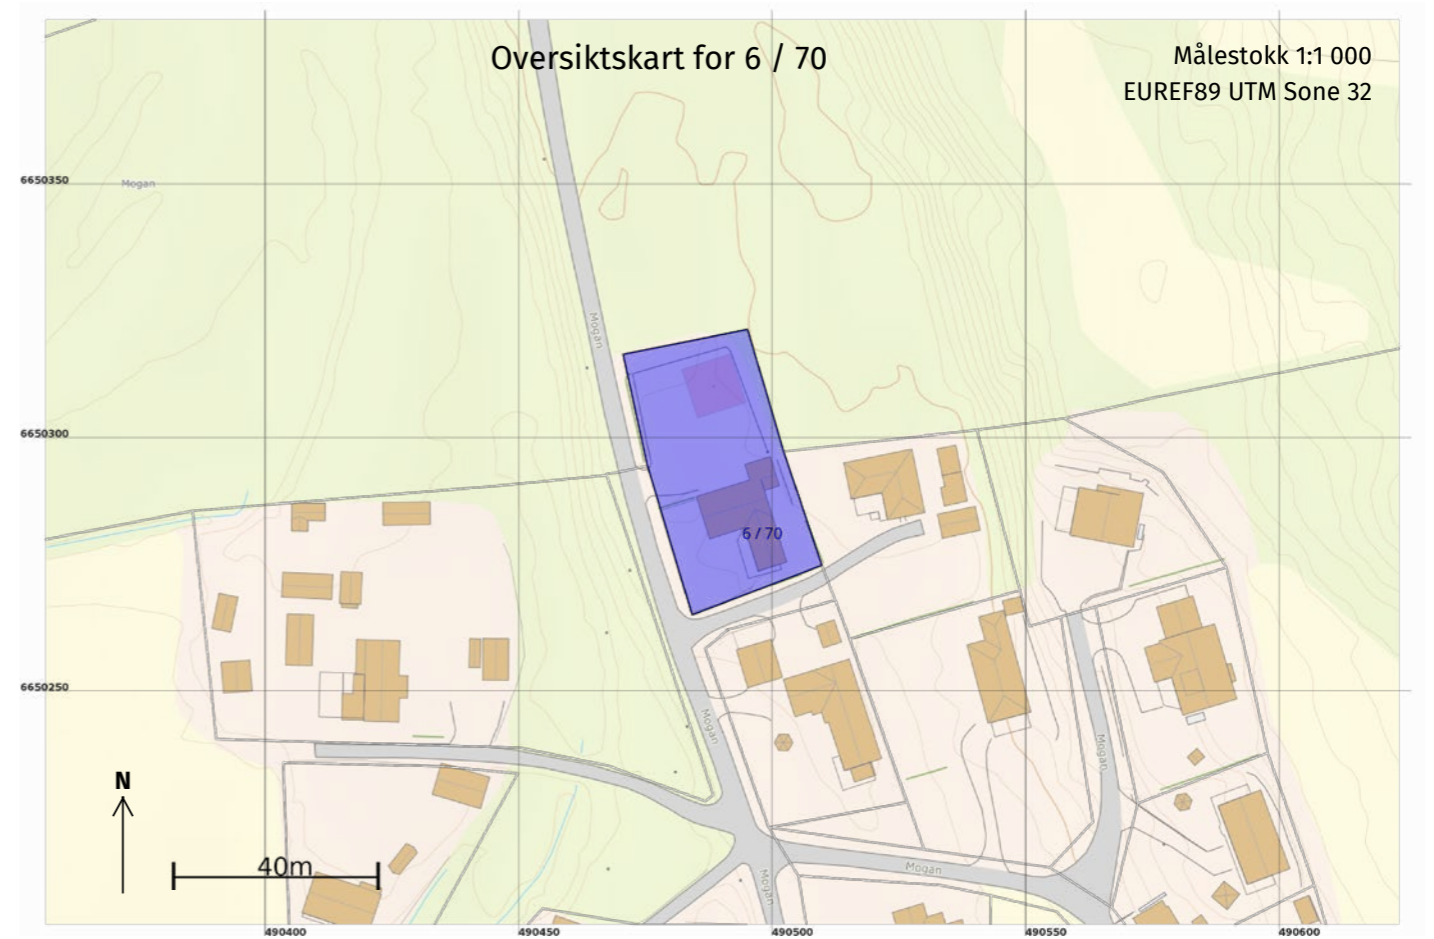 Oversiktskart for 6 / 70
Målestokk 1:1 000
EUREF89 UTM Sone 32
6650350
Mogan
Mogan
6650300
6 / 70
6650250
Mogan
Mogan
N
40m
Mogan
Mogan
490400
490450
490500
490550
490600